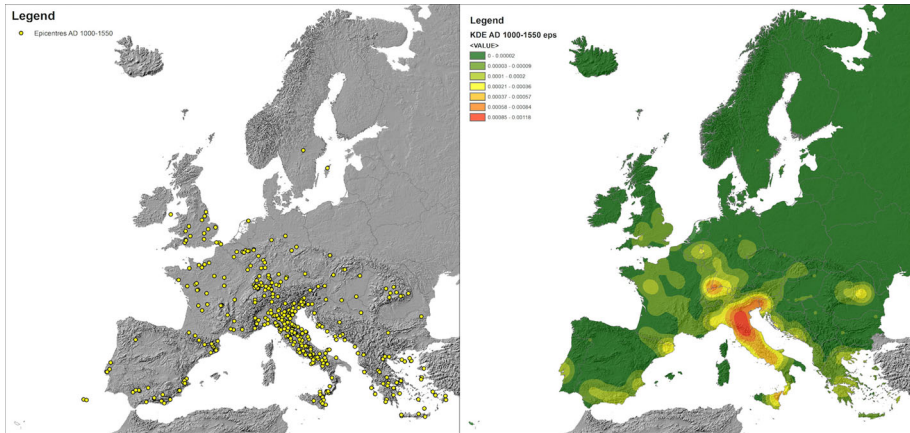 Legend
Epicentres AD 1000-1550
Legend
KDE AD 1000-1550 eps
<VALUE>
0 - 0.00002
0.00003 - 0.00009
0.0001 - 0.0002
0.00021 - 0.00036
0.00037 - 0.00057
0.00058 - 0.00084
0.00085 - 0.00116